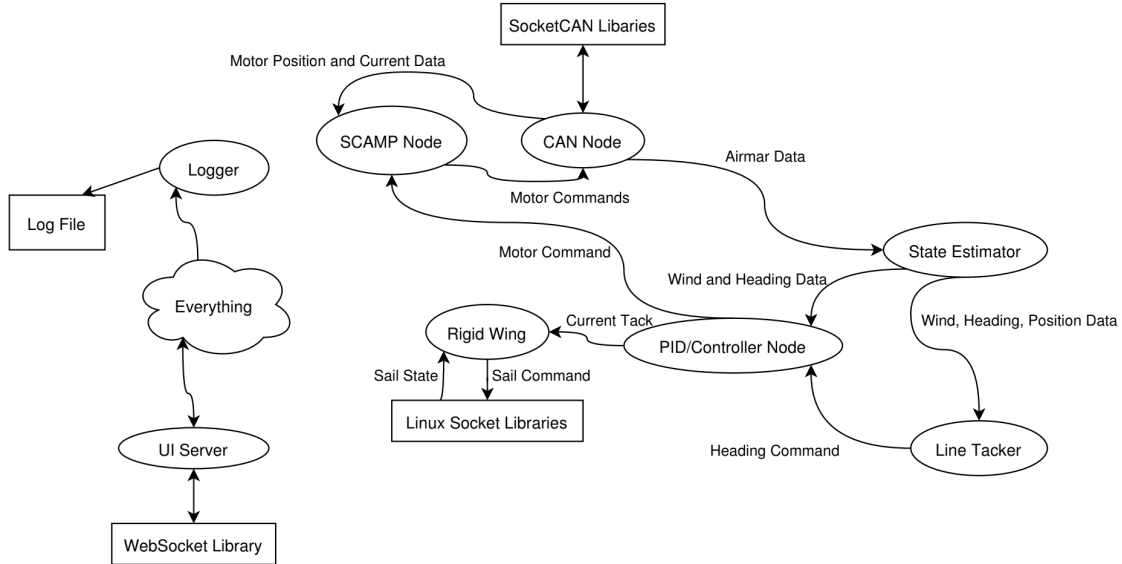 SocketCAN Libaries
Motor Position and Current Data
SCAMP Node
CAN Node
Airmar Data
Logger
Motor Commands
Log File
Motor Command
State Estimator
Wind and Heading Data
Everything
Current Tack
Wind, Heading, Position Data
Rigid Wing
PID/Controller Node
Sail State
Sail Command
Linux Socket Libraries
UI Server
Heading Command
Line Tacker
WebSocket Library